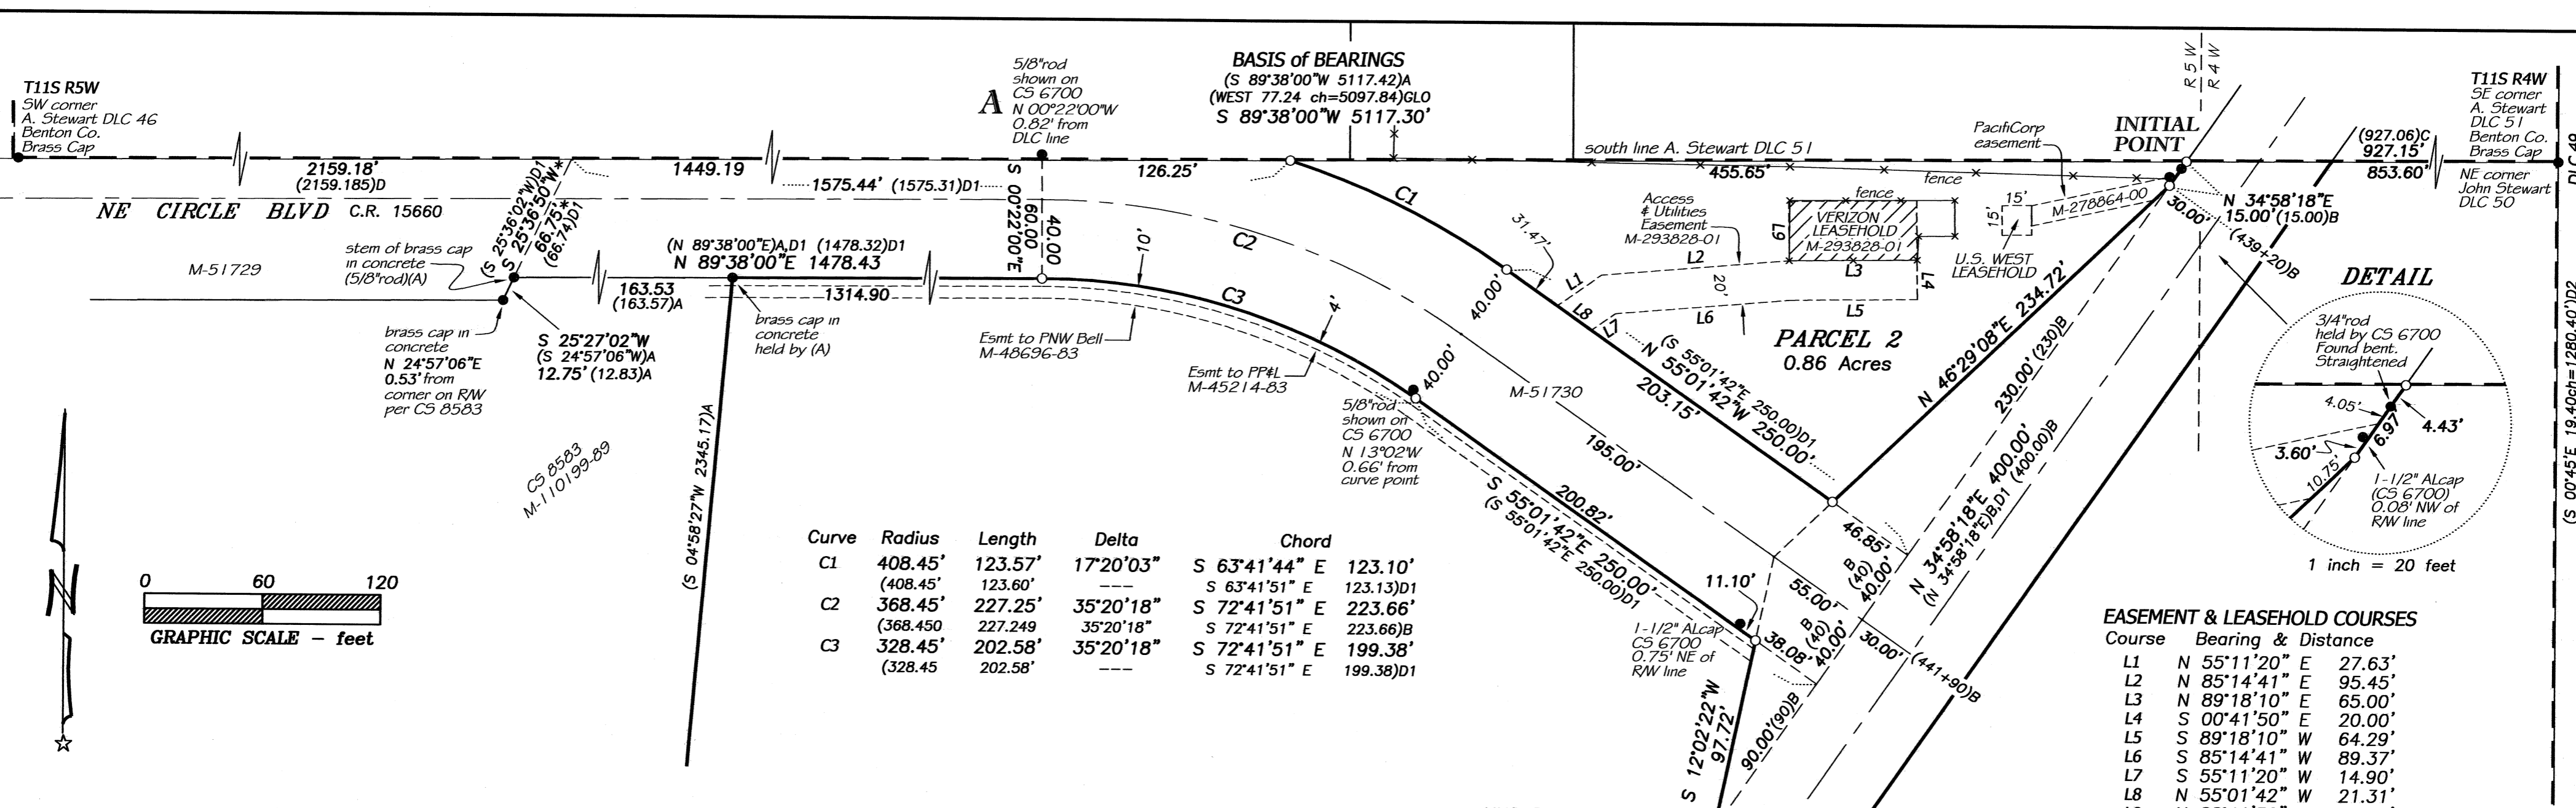 T11S R5W
SW corner
A. Stewart DLC 46
Benton Co.
Brass Cap
2159.18'
(2159.185)D
NE CIRCLE BLVD C.R. 15660
M-51729
(S 25°36'02"W)D1
S 25°36'50"W*
66.75*
(66.74)D1
stem of brass cap
in concrete
(5/8"rod)(A)
brass cap in
concrete
N 24°57'06"E
0.53' from
corner on R/W
per CS 8583
S 25°27'02"W
(S 24°57'06"W)A
12.75' (12.83)A
CS 8583
M-110199-89
1449.19
1575.44' (1575.31)D1
(N 89°38'00"E)A,D1 (1478.32)D1
N 89°38'00"E 1478.43
163.53
(163.57)A
1314.90
brass cap in
concrete
held by (A)
(S 04°58'27"W 2345.17)A
A
5/8"rod
shown on
CS 6700
N 00°22'00"W
0.82' from
DLC line
S 00°22'00"E
60.00
40.00
126.25'
BASIS of BEARINGS
(S 89°38'00"W 5117.42)A
(WEST 77.24 ch=5097.84)GLO
S 89°38'00"W 5117.30'
10'
C1
C2
C3
4'
Esmt to PNW Bell
M-48696-83
Esmt to PP&L
M-45214-83
40.00'
5/8"rod
shown on
CS 6700
N 13°02'W
0.66' from
curve point
31.47'
40.00'
south line A. Stewart DLC 51
455.65'
fence
fence
Access
& Utilities
Easement
M-293828-01
67
VERIZON
LEASEHOLD
M-293828-01
L1
L2
L3
L4
L5
L6
L7
L8
20'
15'
15'
PacifiCorp
easement
M-278864-00
U.S. WEST
LEASEHOLD
PARCEL 2
0.86 Acres
(S 55°01'42"E 250.00)D1
N 55°01'42"W 250.00'
203.15'
M-51730
195.00'
200.82'
S 55°01'42"E 250.00'
(S 55°01'42"E 250.00)D1
N 46°29'08"E 234.72'
230.00' (230)B
N 34°58'18"E 400.00'
(N 34°58'18"E)B,D1 (400.00)B
46.85'
B
(40)
40.00'
55.00'
B
(40)
40.00'
30.00'
(441+90)B
11.10'
38.08'
1-1/2" ALcap
CS 6700
0.75' NE of
R/W line
S 12°02'22"W
97.72'
90.00'(90)B
R 5 W
R 4 W
INITIAL
POINT
30.00'
N 34°58'18"E
15.00'(15.00)B
(439+20)B
(927.06)C
927.15'
853.60'
T11S R4W
SE corner
A. Stewart
DLC 51
Benton Co.
Brass Cap
NE corner
John Stewart
DLC 50
DLC 49
(S 00°45'E 19.40ch=1280.40')D2
DETAIL
3/4"rod
held by CS 6700
Found bent.
Straightened
4.05'
4.43'
6.97
3.60'
10.75'
1-1/2" ALcap
(CS 6700)
0.08' NW of
R/W line
1 inch = 20 feet
N
0 60 120
GRAPHIC SCALE - feet
Curve Radius Length Delta Chord
C1 408.45' 123.57' 17°20'03" S 63°41'44" E 123.10'
(408.45' 123.60' --- S 63°41'51" E 123.13)D1
C2 368.45' 227.25' 35°20'18" S 72°41'51" E 223.66'
(368.450 227.249 35°20'18" S 72°41'51" E 223.66)B
C3 328.45' 202.58' 35°20'18" S 72°41'51" E 199.38'
(328.45 202.58' --- S 72°41'51" E 199.38)D1
EASEMENT & LEASEHOLD COURSES
Course Bearing & Distance
L1 N 55°11'20" E 27.63'
L2 N 85°14'41" E 95.45'
L3 N 89°18'10" E 65.00'
L4 S 00°41'50" E 20.00'
L5 S 89°18'10" W 64.29'
L6 S 85°14'41" W 89.37'
L7 S 55°11'20" W 14.90'
L8 N 55°01'42" W 21.31'